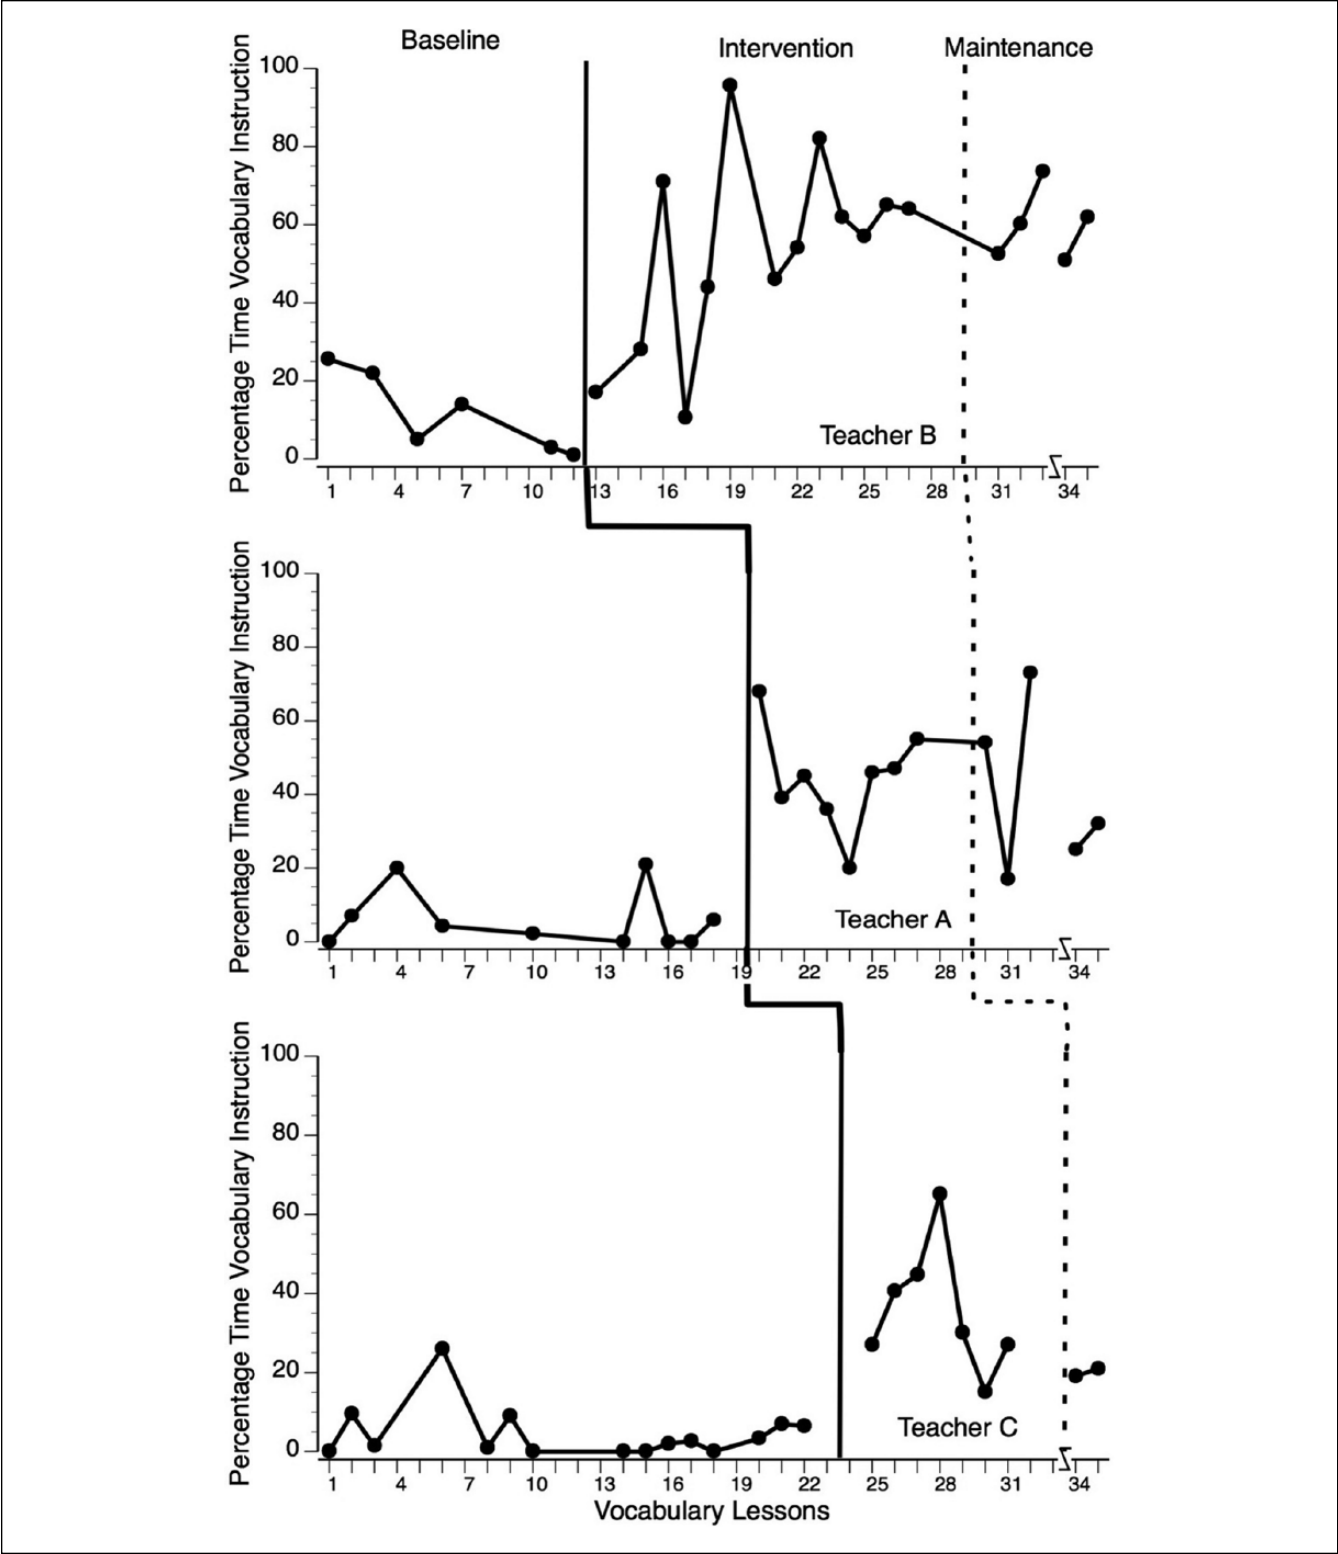 Baseline Intervention Maintenance
Percentage Time Vocabulary Instruction
100
80
60
40
20
0
Teacher B
1 4 7 10 13 16 19 22 25 28 31 34
Percentage Time Vocabulary Instruction
100
80
60
40
20
0
Teacher A
1 4 7 10 13 16 19 22 25 28 31 34
Percentage Time Vocabulary Instruction
100
80
60
40
20
0
Teacher C
1 4 7 10 13 16 19 22 25 28 31 34
Vocabulary Lessons